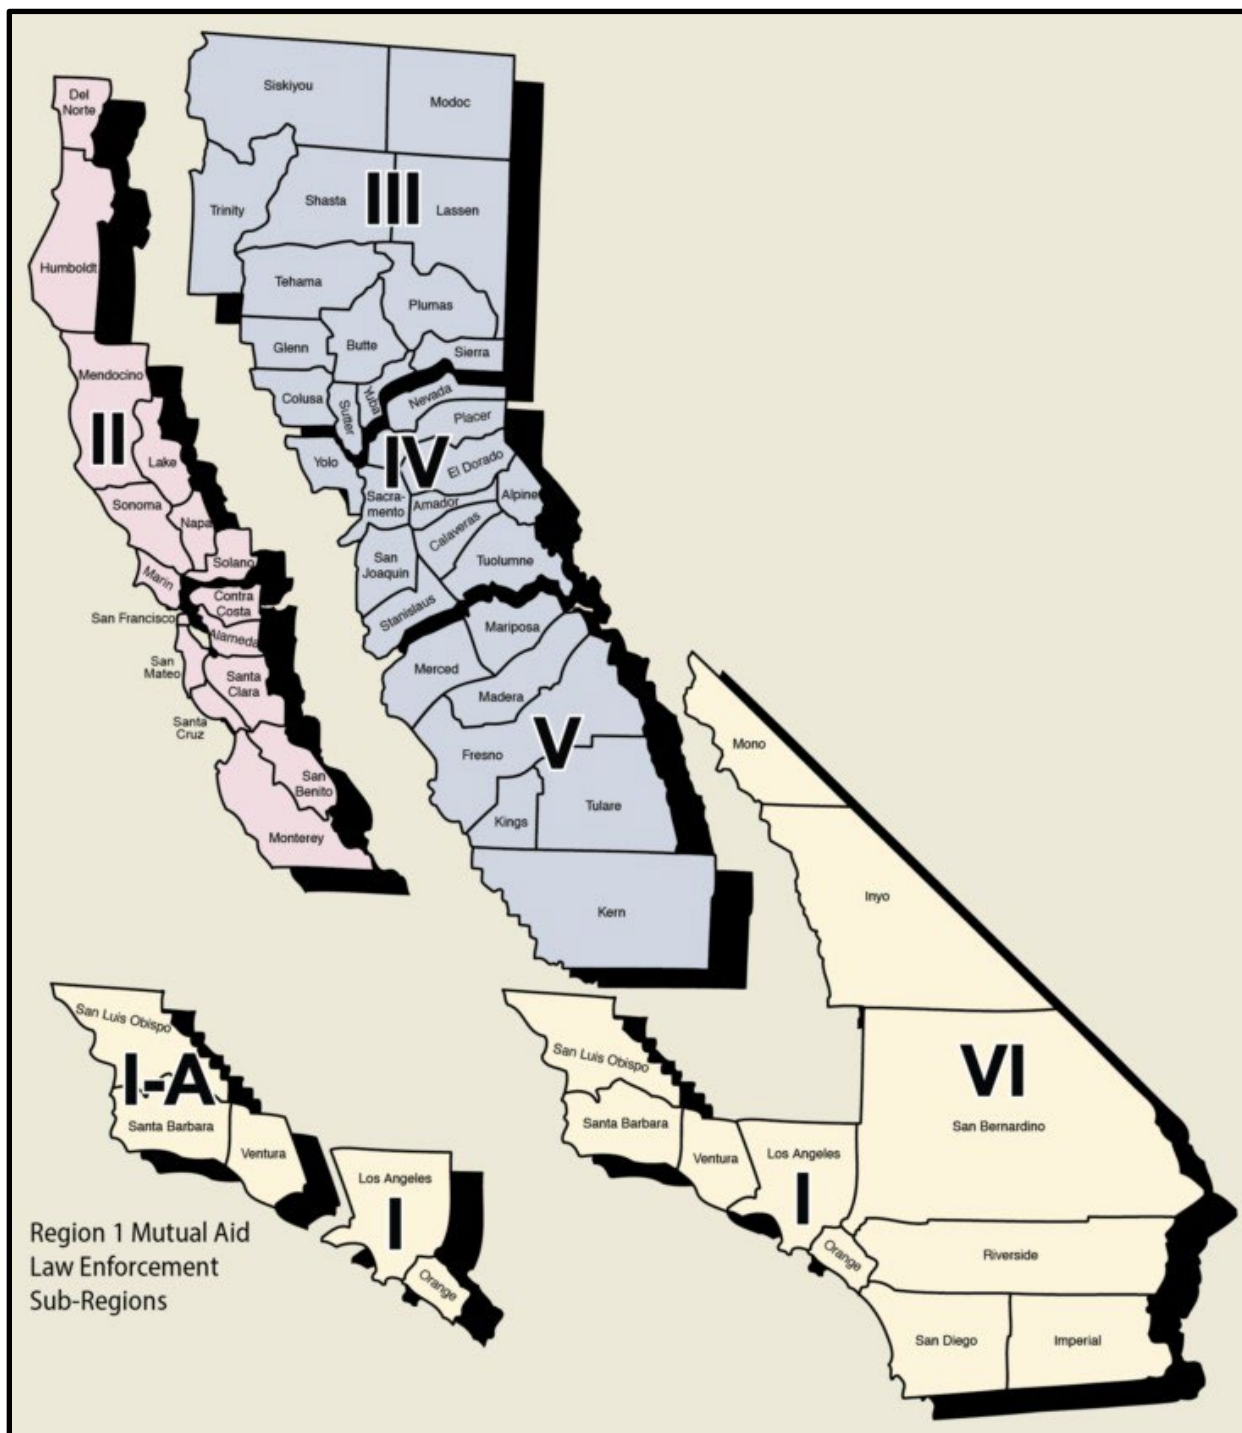 Siskiyou
Modoc
Del
Norte
III
Shasta
Trinity
Lassen
Humboldt
Tehama
Plumas
Glenn
Butte
Sierra
Mendocino
Colusa
Sutter
Yuba
Nevada
Placer
II
Lake
Yolo
IV
El Dorado
Sonoma
Napa
Sacra-
mento
Amador
Alpine
Calaveras
Solano
Marin
San
Joaquin
Tuolumne
Contra
Costa
San Francisco
Stanislaus
Alameda
Mariposa
San
Mateo
Santa
Clara
Merced
Madera
Santa
Cruz
Fresno
V
Mono
San
Benito
Kings
Tulare
Monterey
Inyo
Kern
San Luis Obispo
I-A
Santa Barbara
Ventura
Los Angeles
I
Orange
Region 1 Mutual Aid
Law Enforcement
Sub-Regions
San Luis Obispo
Santa Barbara
Ventura
Los Angeles
I
Orange
VI
San Bernardino
Riverside
San Diego
Imperial